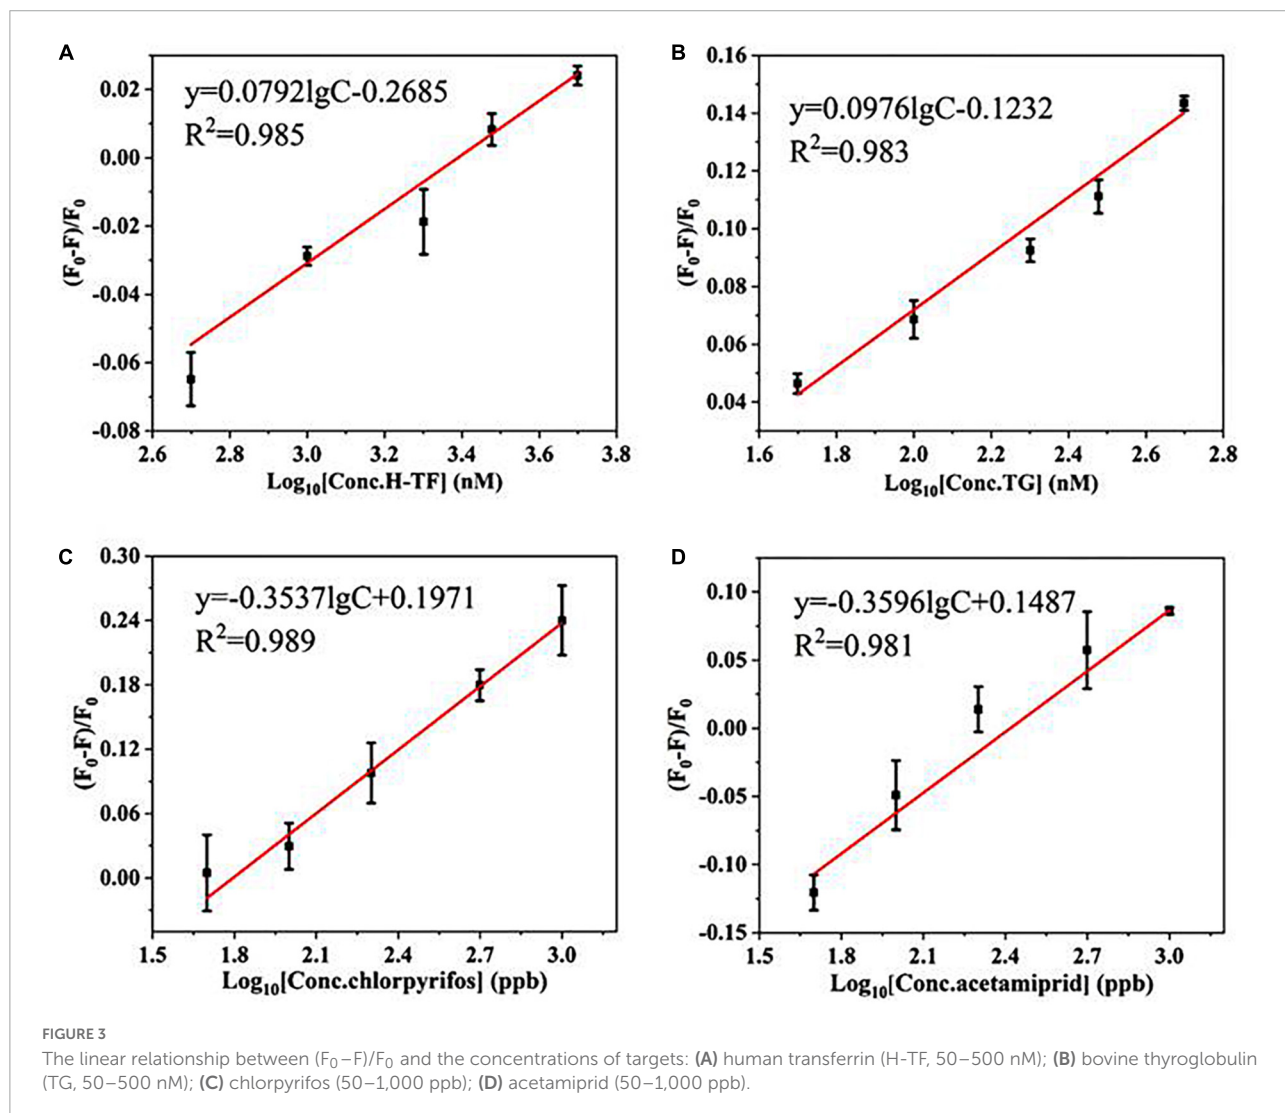 A
y=0.0792lgC-0.2685
R²=0.985
0.02
0.00
-0.02
-0.04
-0.06
-0.08
(F₀-F)/F₀
2.6 2.8 3.0 3.2 3.4 3.6 3.8
Log₁₀[Conc.H-TF] (nM)
B
y=0.0976lgC-0.1232
R²=0.983
0.16
0.14
0.12
0.10
0.08
0.06
0.04
(F₀-F)/F₀
1.6 1.8 2.0 2.2 2.4 2.6 2.8
Log₁₀[Conc.TG] (nM)
C
y=-0.3537lgC+0.1971
R²=0.989
0.30
0.24
0.18
0.12
0.06
0.00
(F₀-F)/F₀
1.5 1.8 2.1 2.4 2.7 3.0
Log₁₀[Conc.chlorpyrifos] (ppb)
D
y=-0.3596lgC+0.1487
R²=0.981
0.10
0.05
0.00
-0.05
-0.10
-0.15
(F₀-F)/F₀
1.5 1.8 2.1 2.4 2.7 3.0
Log₁₀[Conc.acetamiprid] (ppb)
FIGURE 3
The linear relationship between (F₀–F)/F₀ and the concentrations of targets: (A) human transferrin (H-TF, 50–500 nM); (B) bovine thyroglobulin
(TG, 50–500 nM); (C) chlorpyrifos (50–1,000 ppb); (D) acetamiprid (50–1,000 ppb).